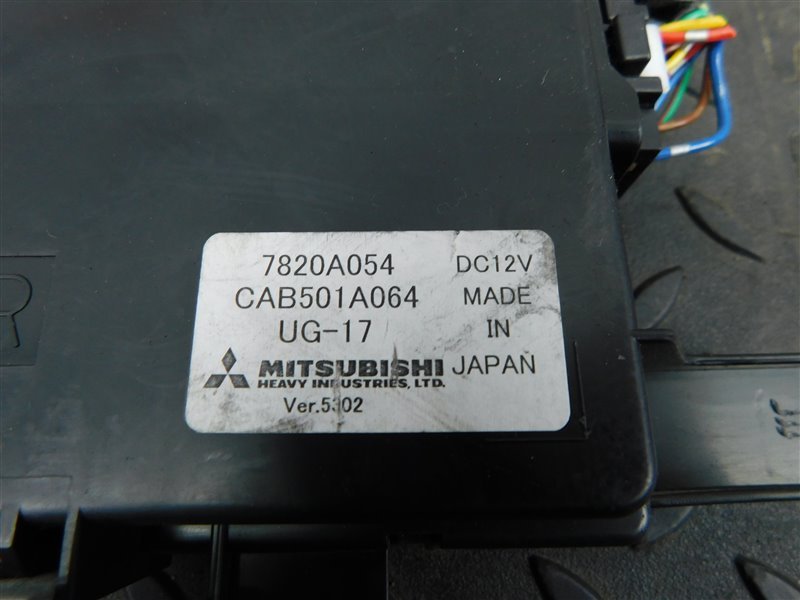 7820A054 DC12V
CAB501A064 MADE
UG-17 IN
MITSUBISHI JAPAN
HEAVY INDUSTRIES, LTD.
Ver.5302
R